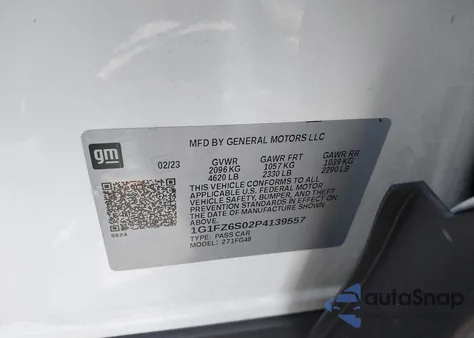 gm
MFD BY GENERAL MOTORS LLC
02/23 GVWR GAWR FRT GAWR RR
2096 KG 1057 KG 1039 KG
4620 LB 2330 LB 2290 LB
THIS VEHICLE CONFORMS TO ALL
APPLICABLE U.S. FEDERAL MOTOR
VEHICLE SAFETY, BUMPER, AND THEFT
PREVENTION STANDARDS IN EFFECT ON
THE DATE OF MANUFACTURE SHOWN ABOVE.
1G1FZ6S02P4139557
TYPE: PASS CAR
MODEL: 271FG48
autoSnap